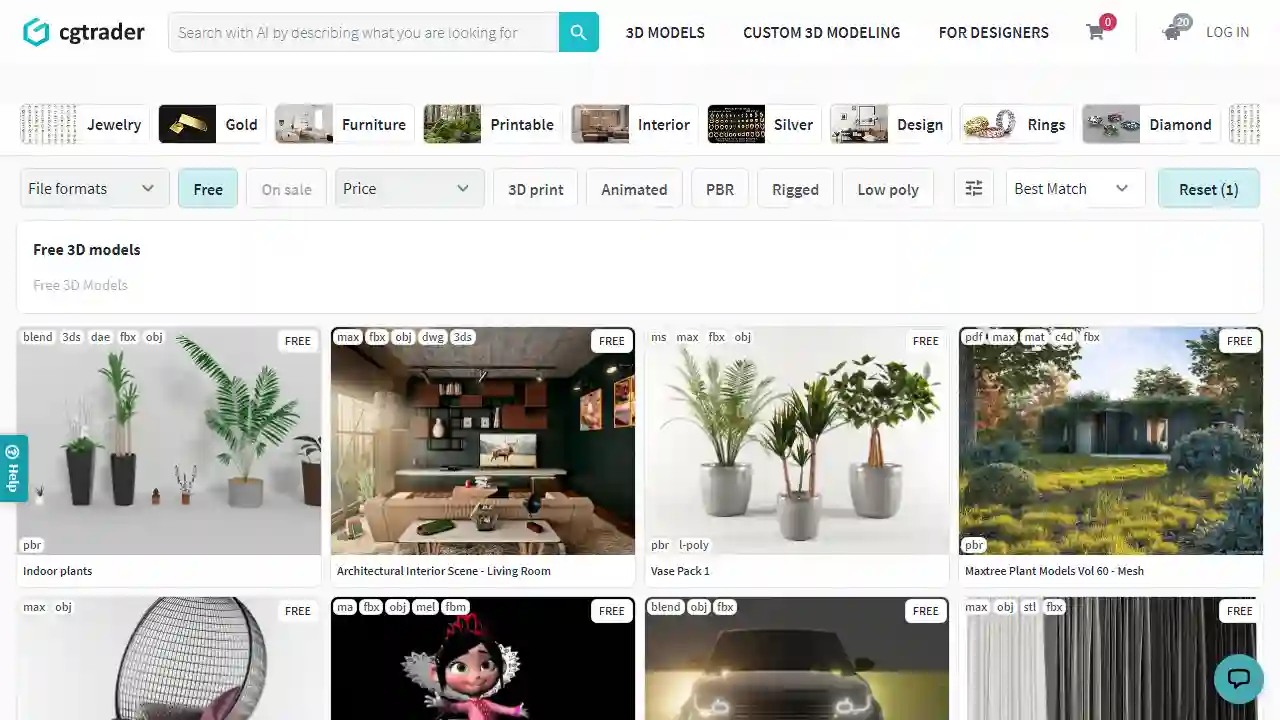 cgtrader
Search with AI by describing what you are looking for
3D MODELS
CUSTOM 3D MODELING
FOR DESIGNERS
0
20
LOG IN
Jewelry
Gold
Furniture
Printable
Interior
Silver
Design
Rings
Diamond
File formats
Free
On sale
Price
3D print
Animated
PBR
Rigged
Low poly
Best Match
Reset (1)
Free 3D models
Free 3D Models
blend 3ds dae fbx obj
FREE
max fbx obj dwg 3ds
FREE
ms max fbx obj
FREE
pdf max mat c4d fbx
FREE
Help
pbr
pbr l-poly
pbr
Indoor plants
Architectural Interior Scene - Living Room
Vase Pack 1
Maxtree Plant Models Vol 60 - Mesh
max obj
FREE
ma fbx obj mel fbm
FREE
blend obj fbx
FREE
max obj stl fbx
FREE